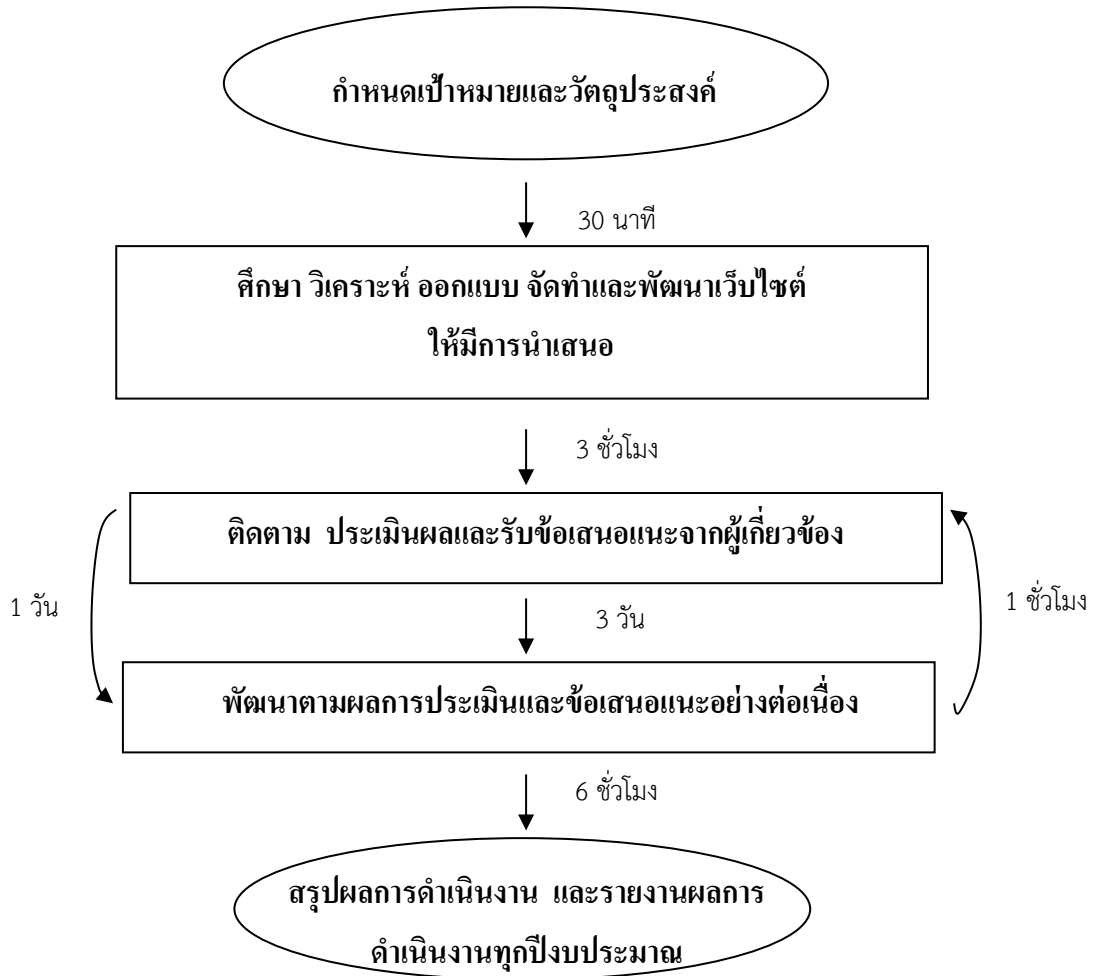 กำหนดเป้าหมายและวัตถุประสงค์
30 นาที
ศึกษา วิเคราะห์ ออกแบบ จัดทำและพัฒนาเว็บไซต์
ให้มีการนำเสนอ
3 ชั่วโมง
ติดตาม ประเมินผลและรับข้อเสนอแนะจากผู้เกี่ยวข้อง
1 วัน
3 วัน
1 ชั่วโมง
พัฒนาตามผลการประเมินและข้อเสนอแนะอย่างต่อเนื่อง
6 ชั่วโมง
สรุปผลการดำเนินงาน และรายงานผลการ
ดำเนินงานทุกปีงบประมาณ